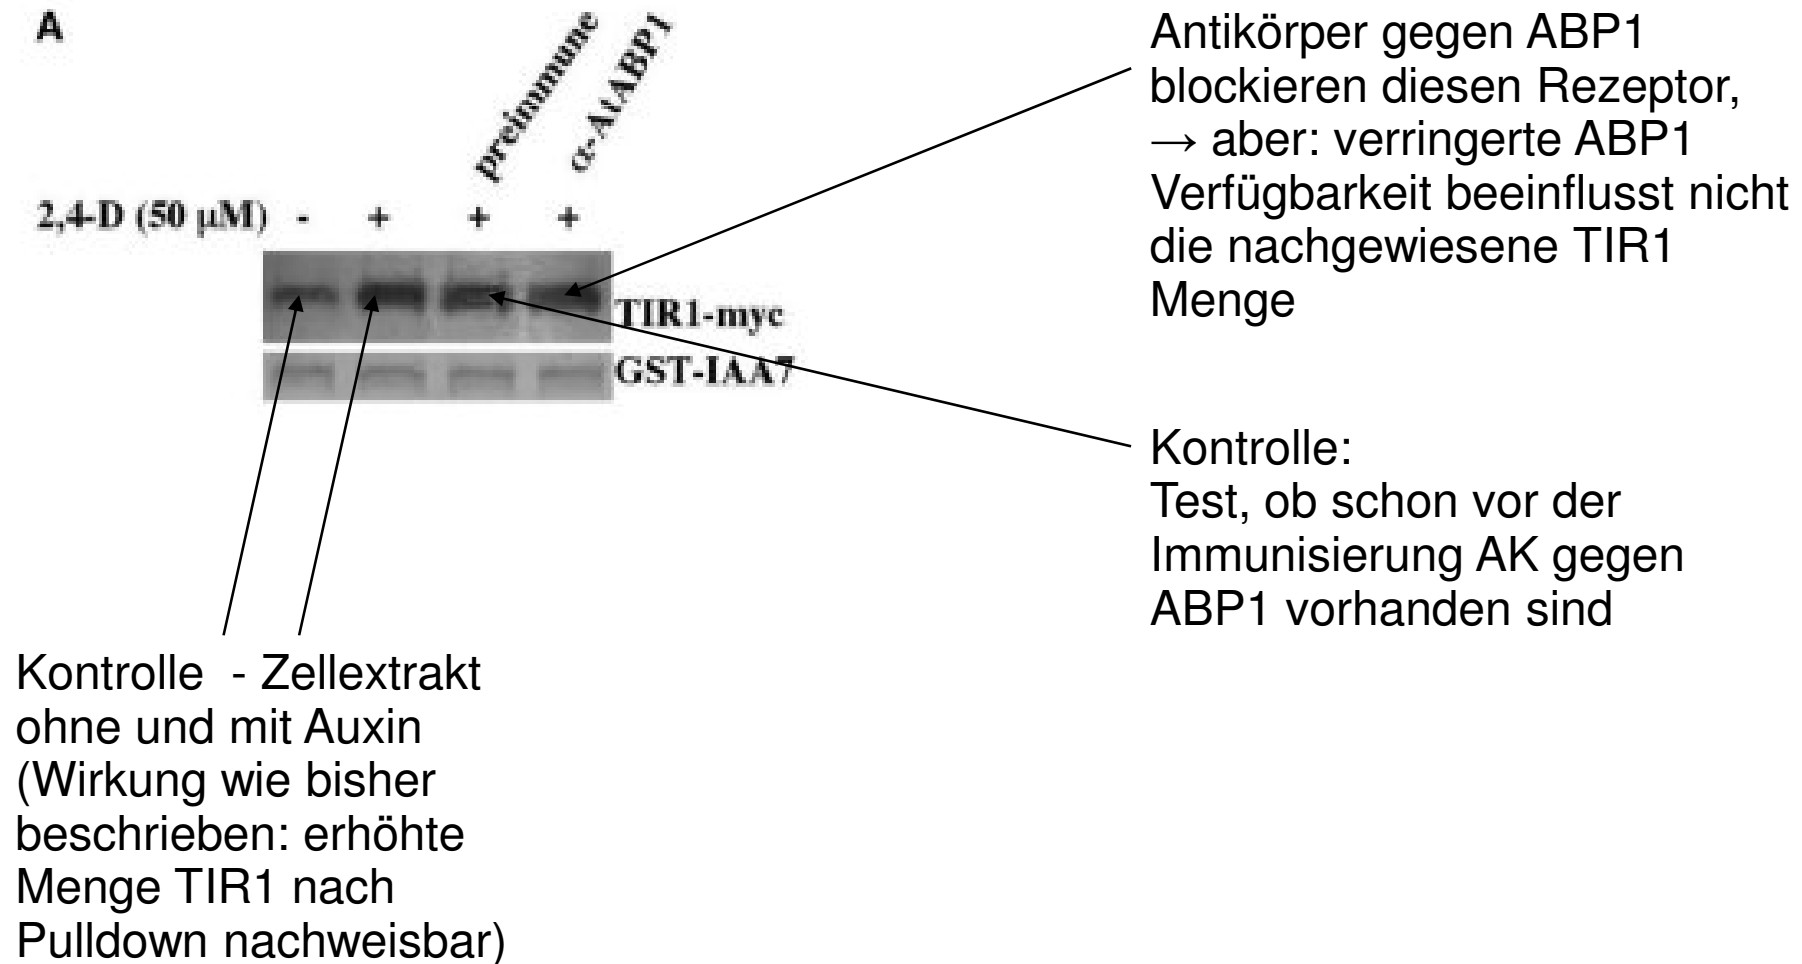 A
preimmune
α-AtABP1
2,4-D (50 µM) - + + +
TIR1-myc
GST-IAA7
Antikörper gegen ABP1
blockieren diesen Rezeptor,
→ aber: verringerte ABP1
Verfügbarkeit beeinflusst nicht
die nachgewiesene TIR1
Menge
Kontrolle:
Test, ob schon vor der
Immunisierung AK gegen
ABP1 vorhanden sind
Kontrolle - Zellextrakt
ohne und mit Auxin
(Wirkung wie bisher
beschrieben: erhöhte
Menge TIR1 nach
Pulldown nachweisbar)